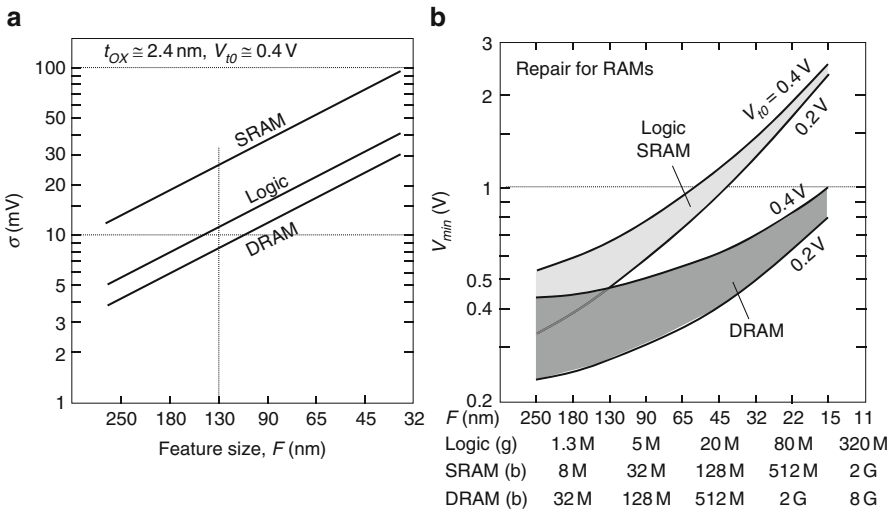 a
t_OX ≅ 2.4 nm, V_t0 ≅ 0.4 V
100
50
30
20
10
5
3
2
1
σ (mV)
SRAM
Logic
DRAM
250 180 130 90 65 45 32
Feature size, F (nm)
b
3
2
1
0.5
0.4
0.2
V_min (V)
Repair for RAMs
V_t0 = 0.4 V
0.2 V
Logic
SRAM
0.4 V
0.2 V
DRAM
F (nm) 250 180 130 90 65 45 32 22 15 11
Logic (g) 1.3 M 5 M 20 M 80 M 320 M
SRAM (b) 8 M 32 M 128 M 512 M 2 G
DRAM (b) 32 M 128 M 512 M 2 G 8 G